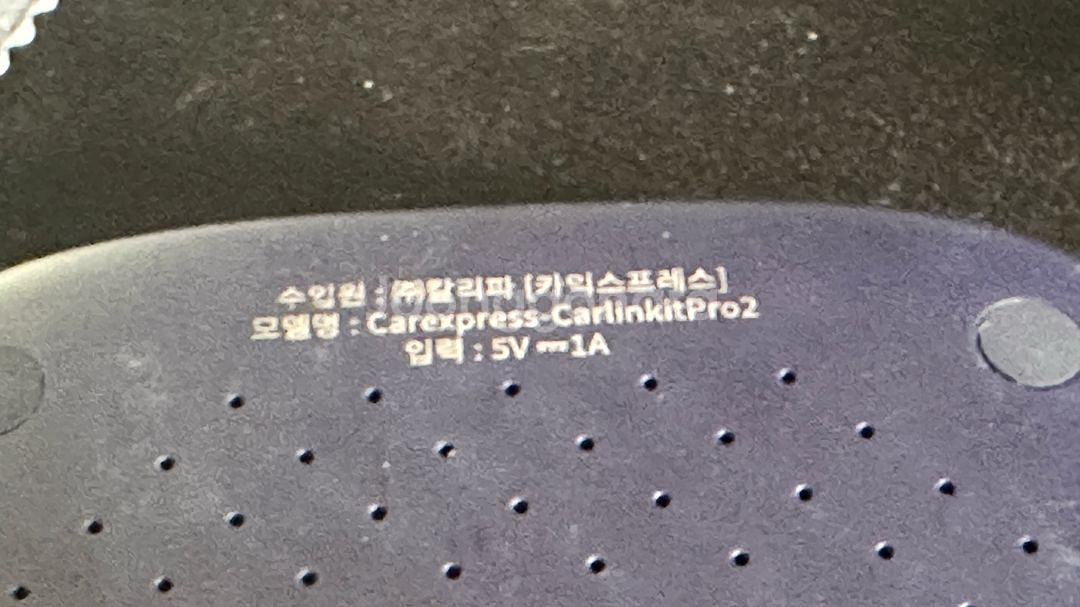 수입원 : ㈜칼리파 [카익스프레스]
모델명 : Carexpress-CarlinkitPro2
입력 : 5V ⎓ 1A